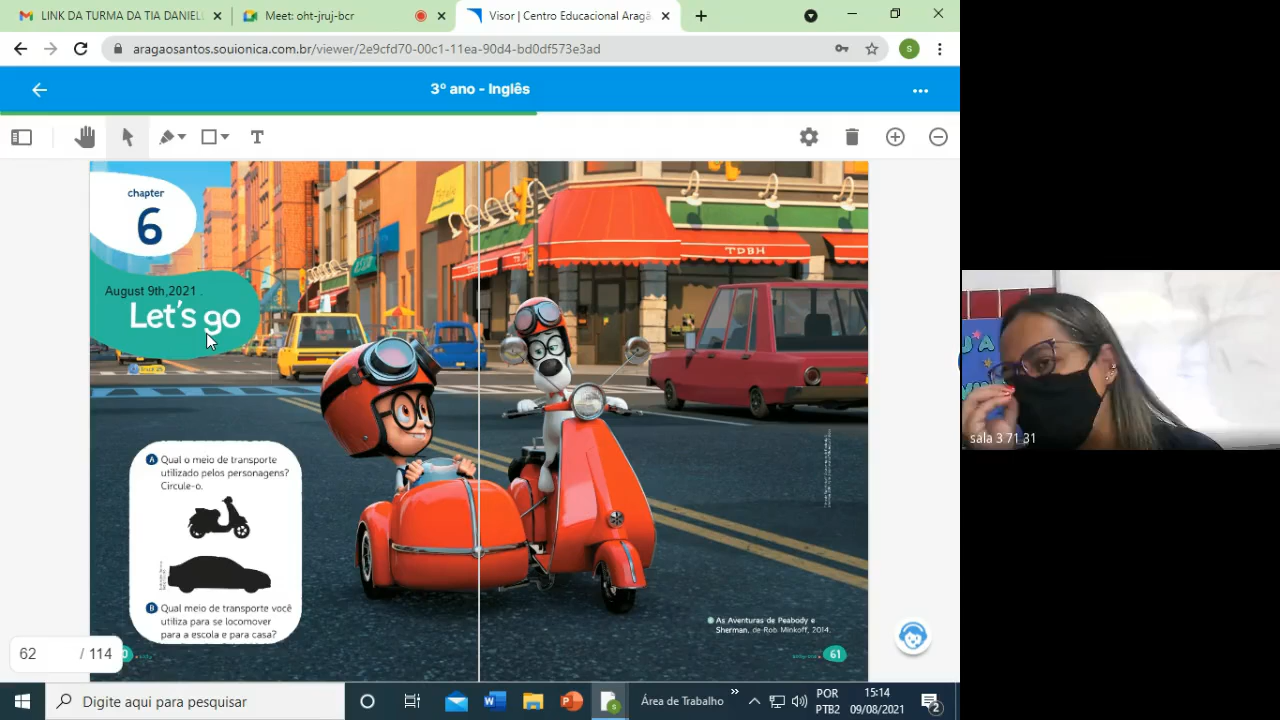 LINK DA TURMA DA TIA DANIEL
Meet: oht-jruj-bcr
Visor | Centro Educacional Aragã
aragaosantos.souionica.com.br/viewer/2e9cfd70-00c1-11ea-90d4-bd0df573e3ad
s
3º ano - Inglês
T
chapter
6
August 9th,2021 .
Let's go
TDBH
A Qual o meio de transporte
utilizado pelos personagens?
Circule-o.
B Qual meio de transporte você
utiliza para se locomover
para a escola e para casa?
As Aventuras de Peabody e
Sherman, de Rob Minkoff, 2014.
61
62 / 114
sala 3 71 31
Digite aqui para pesquisar
Área de Trabalho
POR
PTB2
15:14
09/08/2021
2